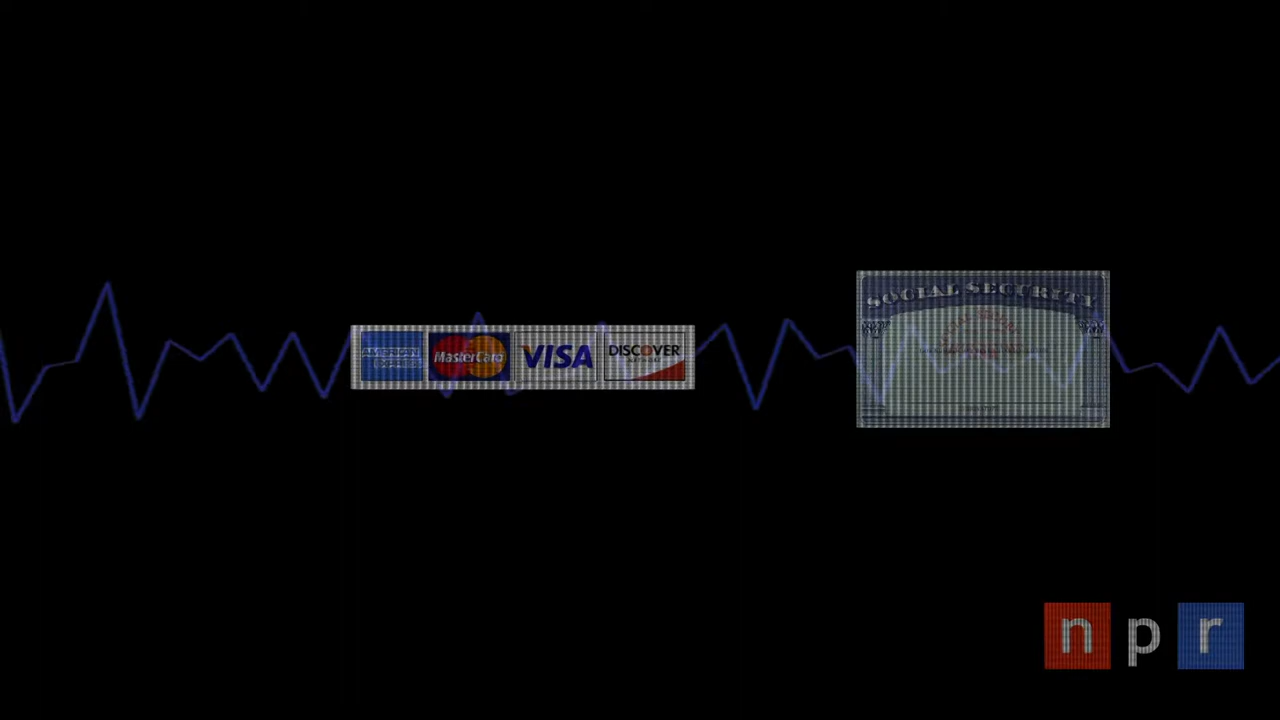 SOCIAL SECURITY
AMERICAN EXPRESS
MasterCard
VISA
DISCOVER
npr